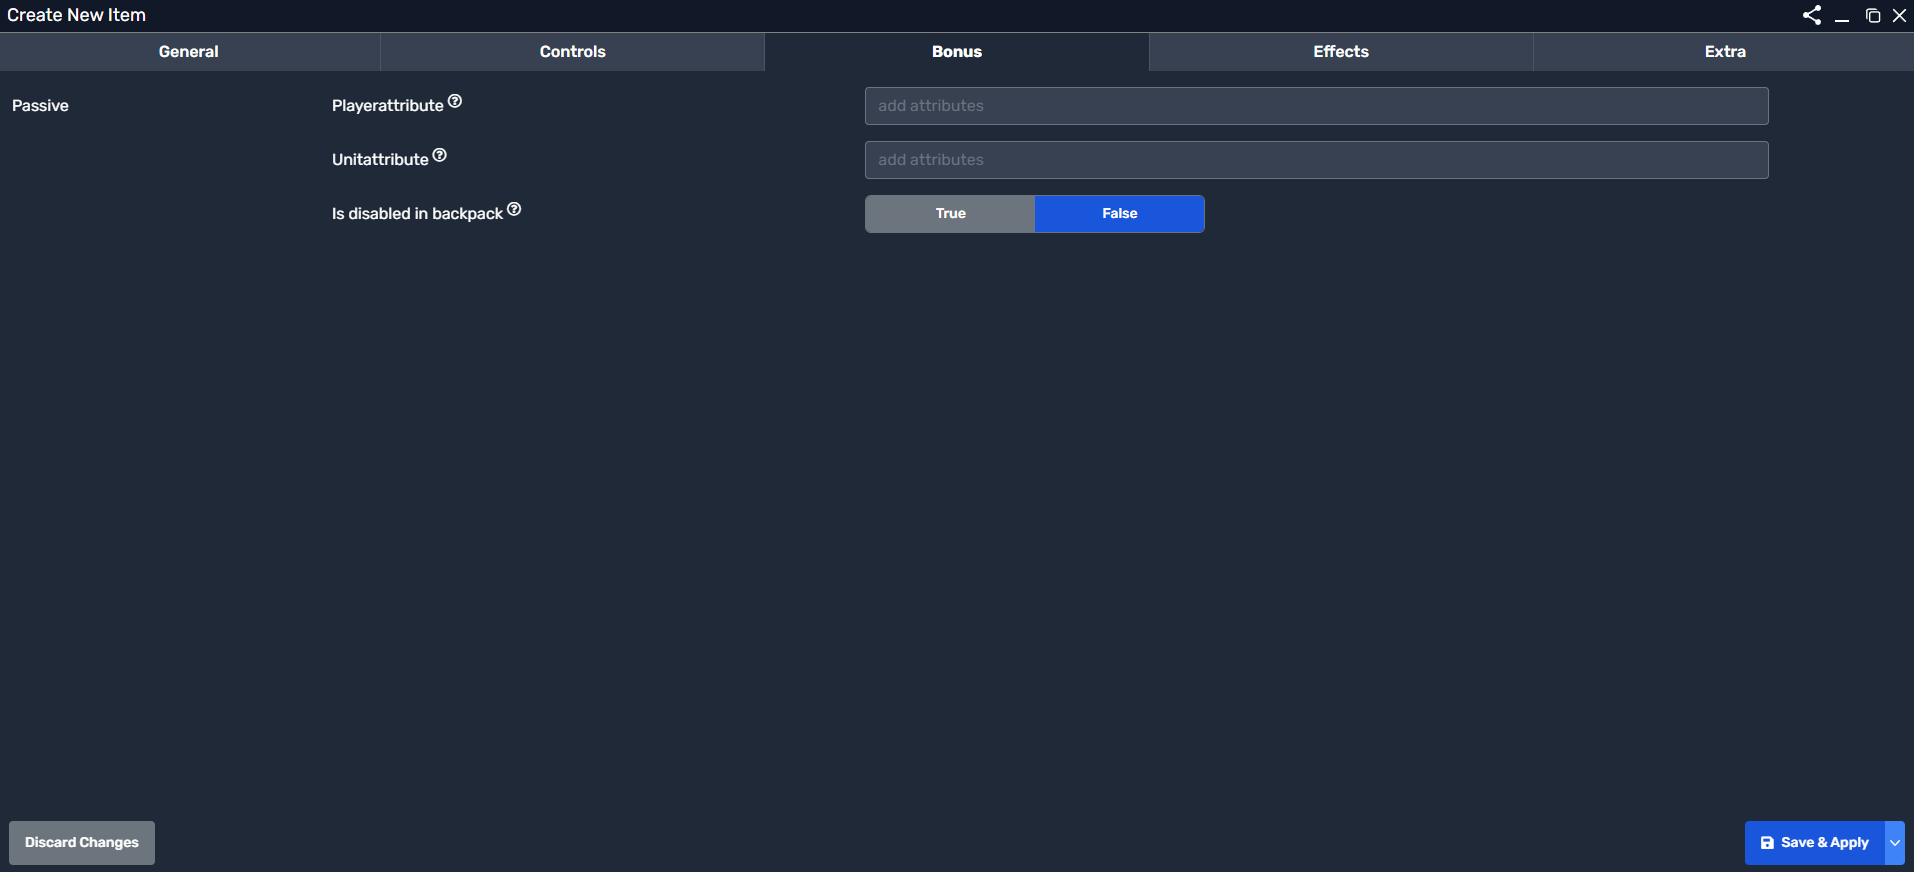 Create New Item
General Controls Bonus Effects Extra
Passive Playerattribute add attributes
Unitattribute add attributes
Is disabled in backpack True False
Discard Changes Save & Apply